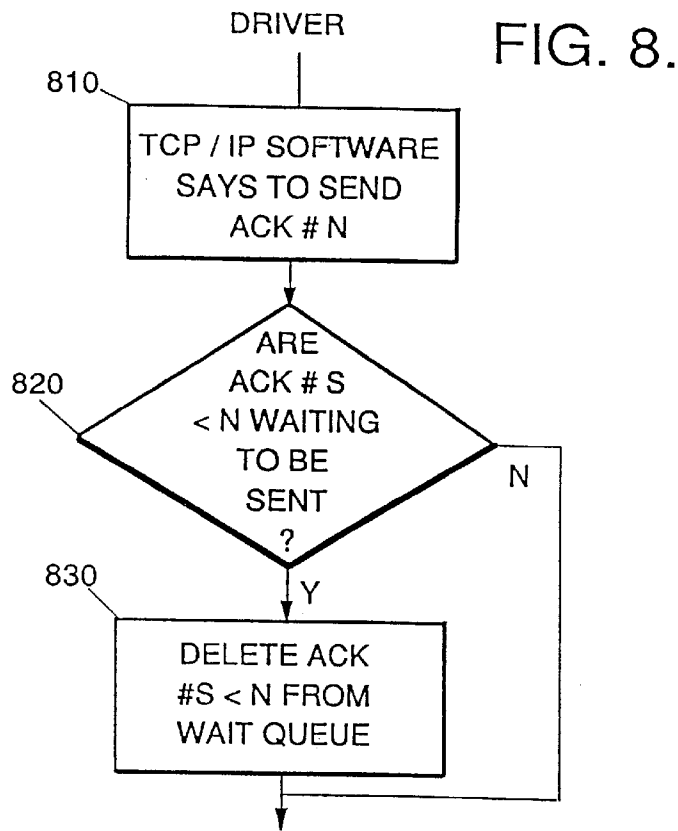 DRIVER
FIG. 8.
810
TCP / IP SOFTWARE
SAYS TO SEND
ACK # N
820
ARE
ACK # S
< N WAITING
TO BE
SENT
?
N
Y
830
DELETE ACK
#S < N FROM
WAIT QUEUE